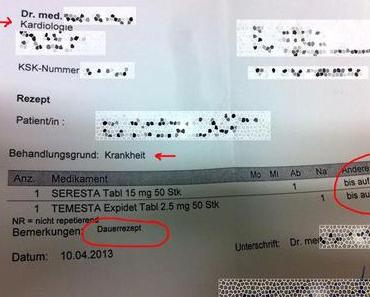 Dr. med.
Kardiologie
KSK-Nummer
Rezept
Patient/in :
Behandlungsgrund: Krankheit
Anz. Medikament Mo Mi Ab Na Andere
1 SERESTA Tabl 15 mg 50 Stk 1 bis auf
1 TEMESTA Expidet Tabl 2.5 mg 50 Stk 1 bis au
NR = nicht repetierend
Bemerkungen: Dauerrezept
Datum: 10.04.2013 Unterschrift: Dr. med